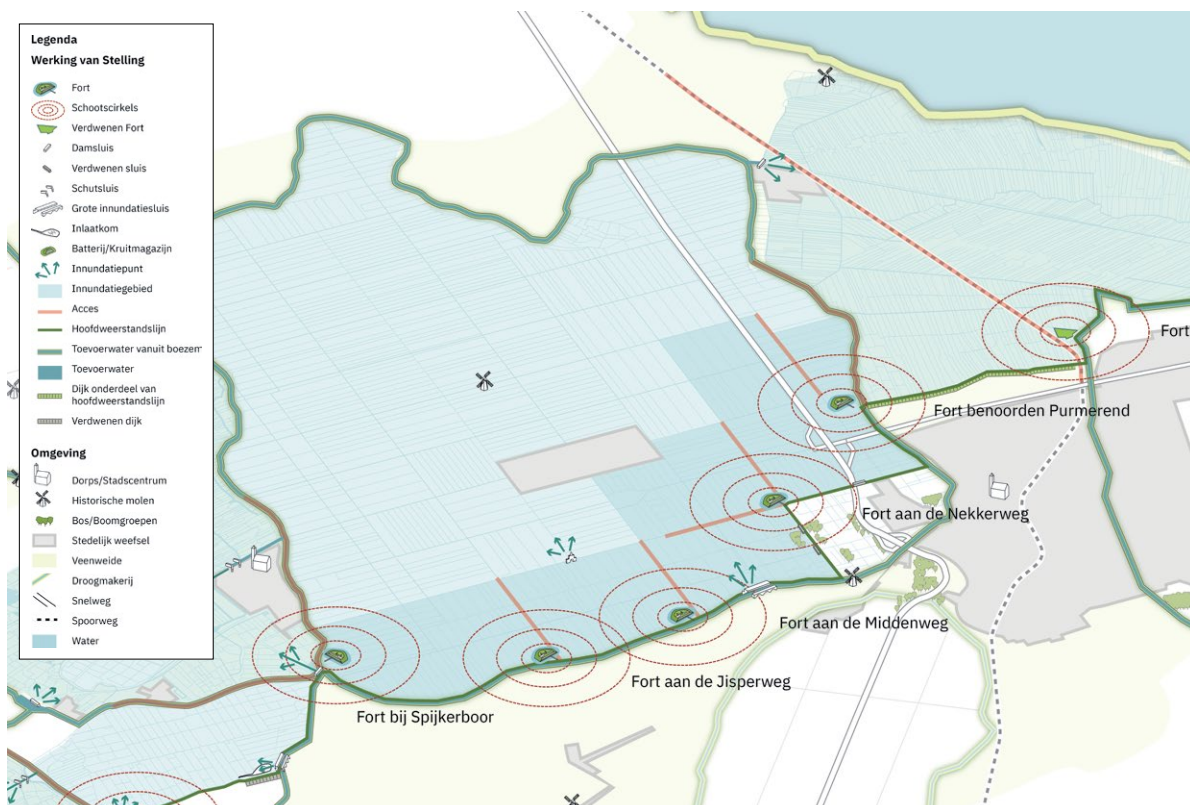 Legenda
Werking van Stelling
Fort
Schootscirkels
Verdwenen Fort
Damsluis
Verdwenen sluis
Schutsluis
Grote innundatiesluis
Inlaatkom
Batterij/Kruitmagazijn
Innundatiepunt
Innundatiegebied
Acces
Hoofdweerstandslijn
Toevoerwater vanuit boezem
Toevoerwater
Dijk onderdeel van
hoofdweerstandslijn
Verdwenen dijk
Omgeving
Dorps/Stadscentrum
Historische molen
Bos/Boomgroepen
Stedelijk weefsel
Veenweide
Droogmakerij
Snelweg
Spoorweg
Water
Fort
Fort benoorden Purmerend
Fort aan de Nekkerweg
Fort aan de Middenweg
Fort aan de Jisperweg
Fort bij Spijkerboor